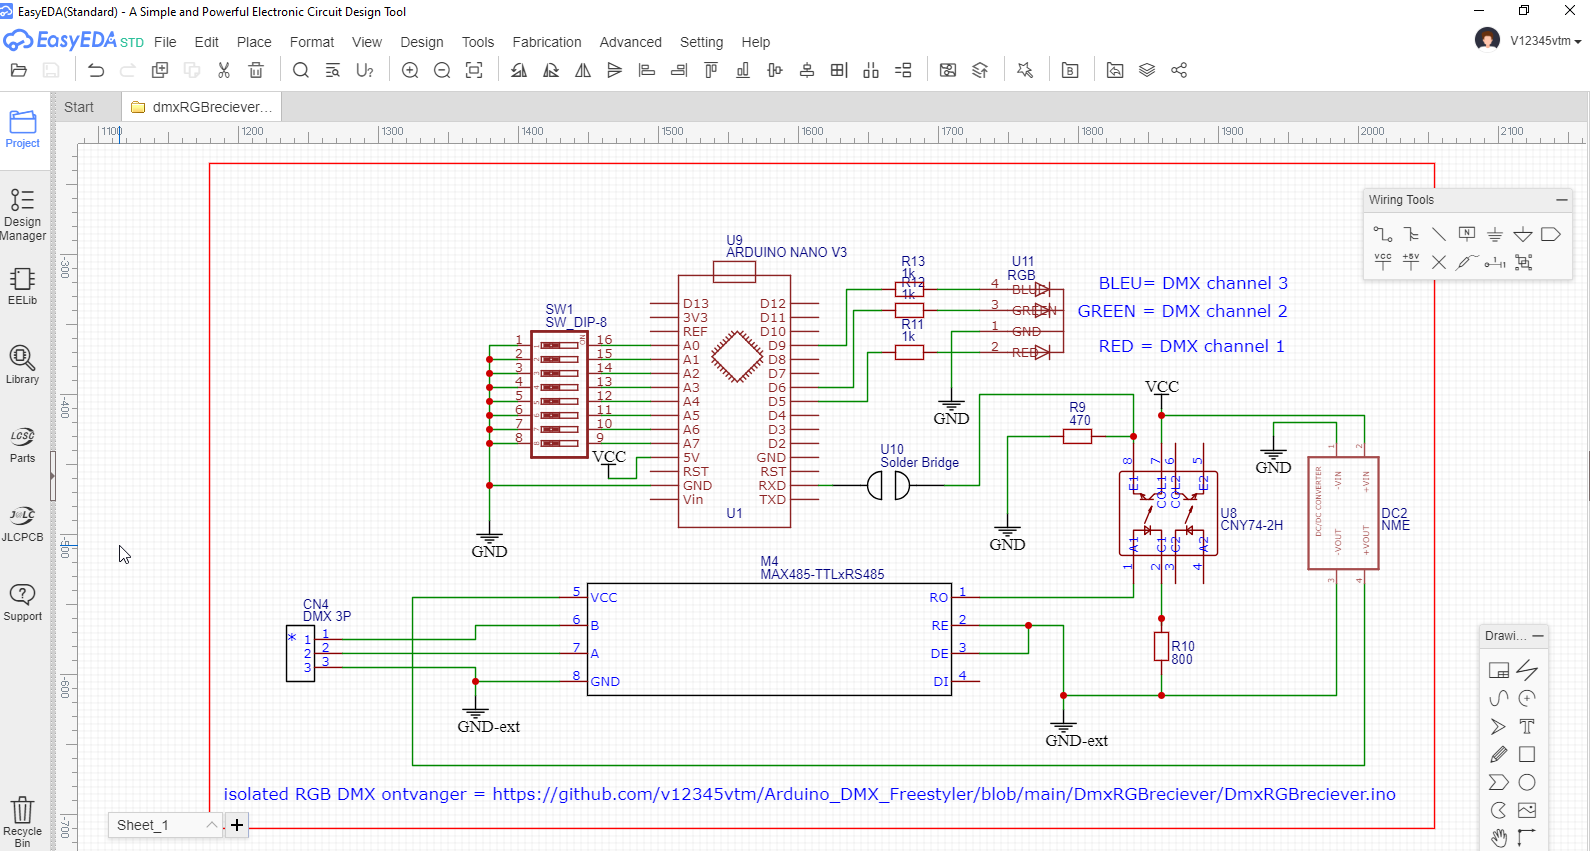 EasyEDA(Standard) - A Simple and Powerful Electronic Circuit Design Tool
EasyEDA STD File Edit Place Format View Design Tools Fabrication Advanced Setting Help V12345vtm
Start dmxRGBreciever...
1100 1200 1300 1400 1500 1600 1700 1800 1900 2000 2100
Project
Design
Manager
EELib
Library
LCSC
Parts
J@LC
JLCPCB
Support
Recycle
Bin
-300
-400
-500
-600
-700
Wiring Tools
N
VCC +5V
U9
ARDUINO NANO V3
D13 D12
3V3 D11
REF D10
A0 D9
A1 D8
A2 D7
A3 D6
A4 D5
A5 D4
A6 D3
A7 D2
5V GND
RST RST
GND RXD
Vin TXD
U1
SW1
SW_DIP-8
ON
1 16
2 15
3 14
4 13
5 12
6 11
7 10
8 9
VCC
GND
R13
1k
R12
1k
R11
1k
U11
RGB
4 BLUE
3 GREEN
1 GND
2 RED
GND
BLEU= DMX channel 3
GREEN = DMX channel 2
RED = DMX channel 1
U10
Solder Bridge
R9
470
GND
VCC
8 7 6 5
E1 COL1 COL2 E2
A1 C1 C2 A2
1 2 3 4
U8
CNY74-2H
GND
1 2
DC/DC CONVERTER
-VIN +VIN
-VOUT +VOUT
3 4
DC2
NME
M4
MAX485-TTLxRS485
5 VCC RO 1
6 B RE 2
7 A DE 3
8 GND DI 4
CN4
DMX 3P
* 1 1
2 2
3 3
GND-ext
R10
800
GND-ext
isolated RGB DMX ontvanger = https://github.com/v12345vtm/Arduino_DMX_Freestyler/blob/main/DmxRGBreciever/DmxRGBreciever.ino
Sheet_1
Drawi...
T